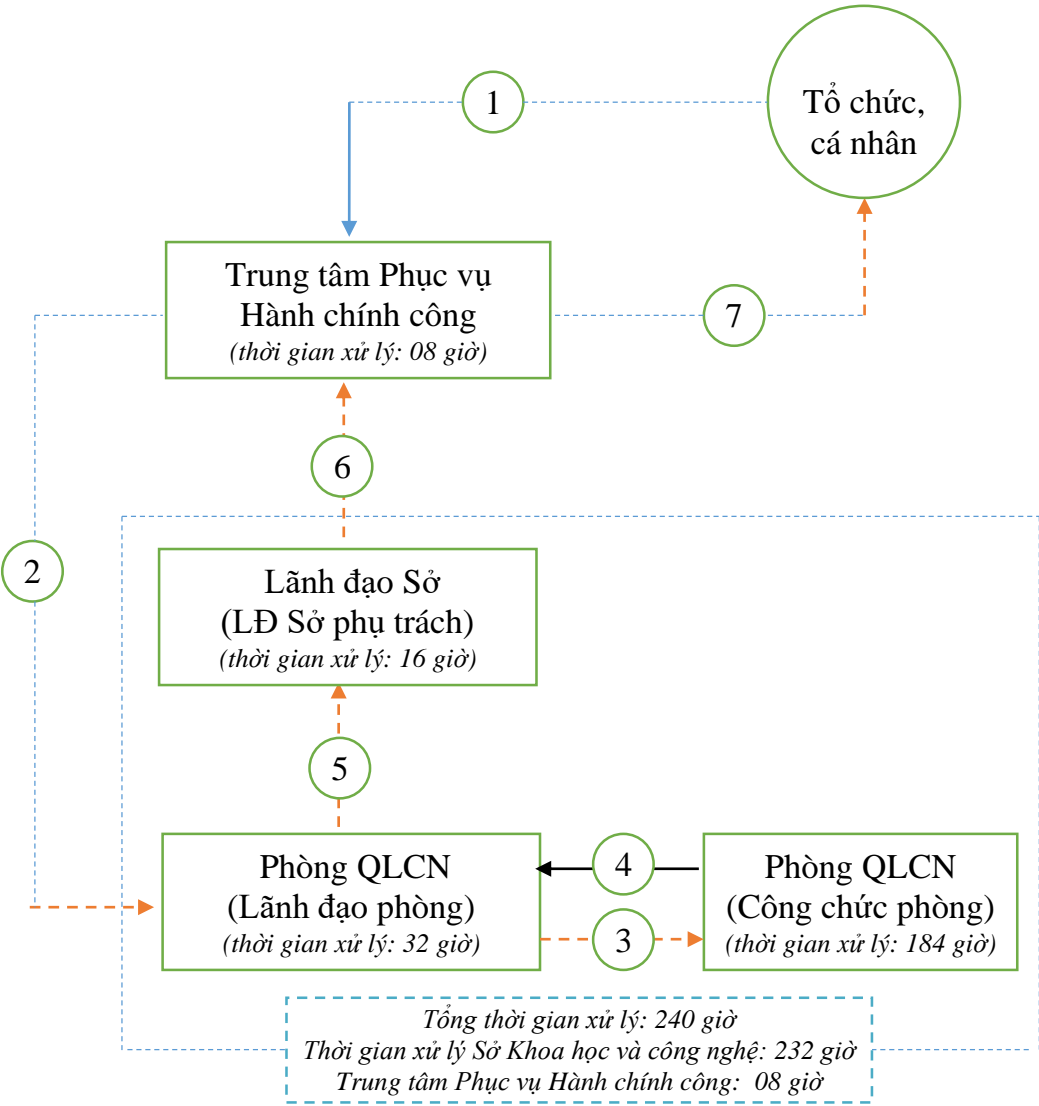 1
Tổ chức,
cá nhân
Trung tâm Phục vụ
Hành chính công
(thời gian xử lý: 08 giờ)
7
6
2
Lãnh đạo Sở
(LĐ Sở phụ trách)
(thời gian xử lý: 16 giờ)
5
Phòng QLCN
(Lãnh đạo phòng)
(thời gian xử lý: 32 giờ)
4
3
Phòng QLCN
(Công chức phòng)
(thời gian xử lý: 184 giờ)
Tổng thời gian xử lý: 240 giờ
Thời gian xử lý Sở Khoa học và công nghệ: 232 giờ
Trung tâm Phục vụ Hành chính công: 08 giờ